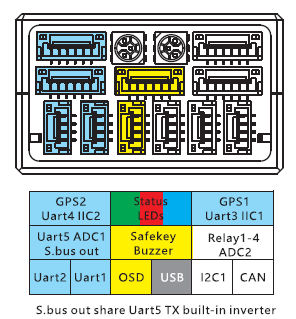 GPS2 Status GPS1
Uart4 IIC2 LEDs Uart3 IIC1
Uart5 ADC1 Safekey Relay1-4
S.bus out Buzzer ADC2
Uart2 Uart1 OSD USB I2C1 CAN
S.bus out share Uart5 TX built-in inverter